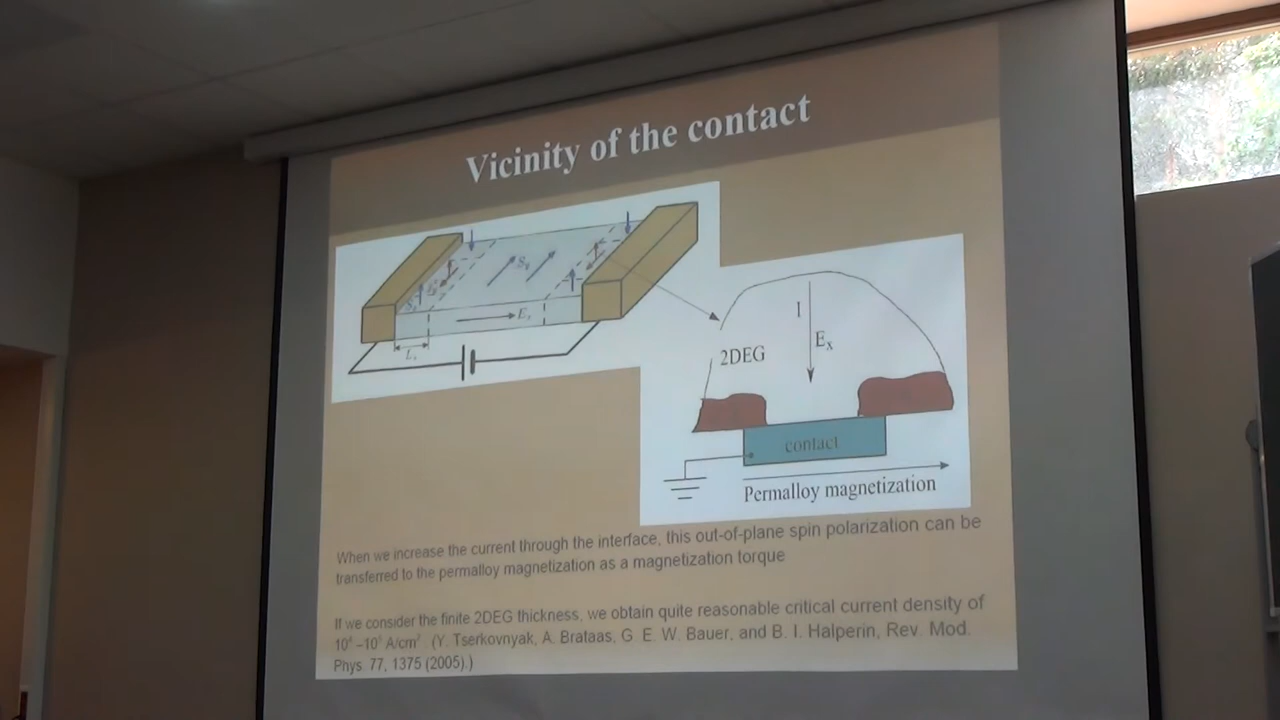 Vicinity of the contact
E
L
I
E_x
2DEG
contact
Permalloy magnetization
When we increase the current through the interface, this out-of-plane spin polarization can be
transferred to the permalloy magnetization as a magnetization torque
If we consider the finite 2DEG thickness, we obtain quite reasonable critical current density of
A/cm² (Y. Tserkovnyak, A. Brataas, G. E. W. Bauer, and B. I. Halperin, Rev. Mod.
Phys. 77, 1375 (2005).)